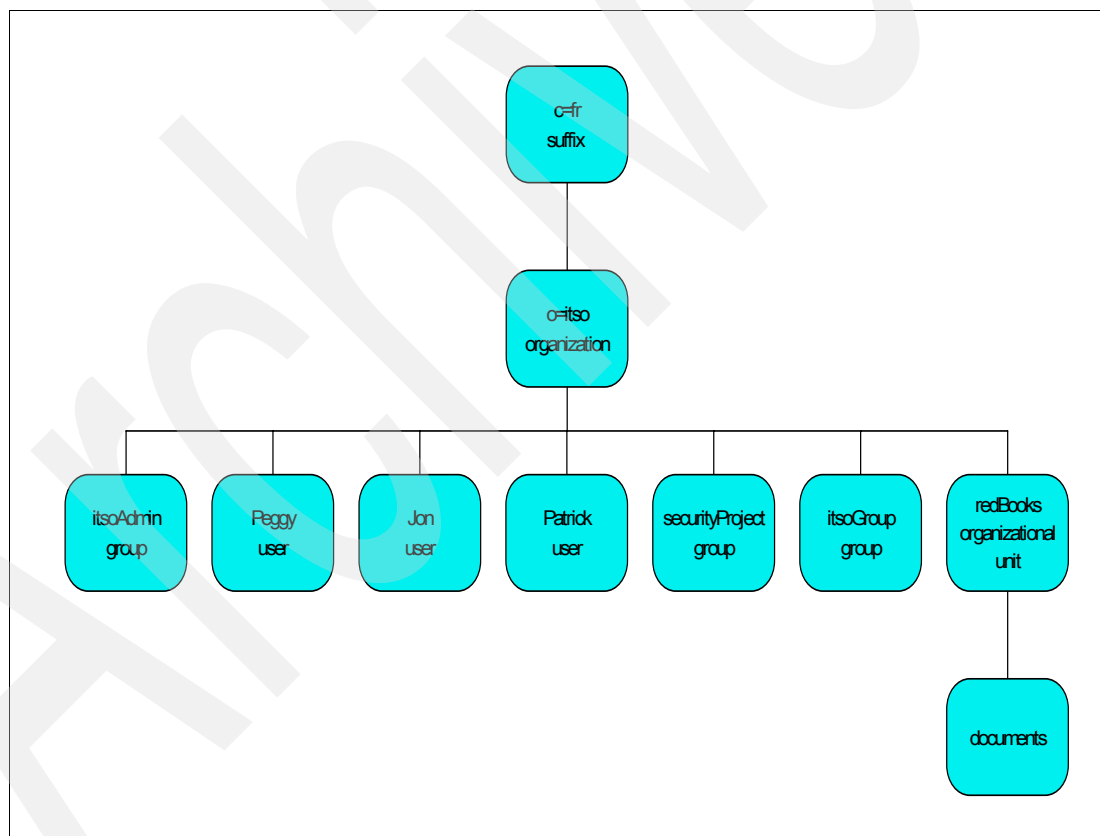 c=fr
suffix
o=itso
organization
itsoAdmin
group
Peggy
user
Jon
user
Patrick
user
securityProject
group
itsoGroup
group
redBooks
organizational
unit
documents
Archive